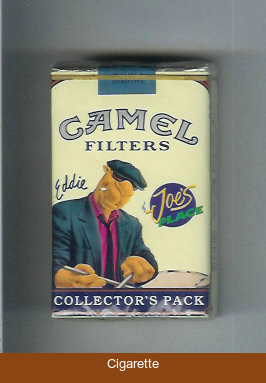 CAMEL
FILTERS
Eddie
Joe's
PLACE
COLLECTOR'S PACK
Cigarette